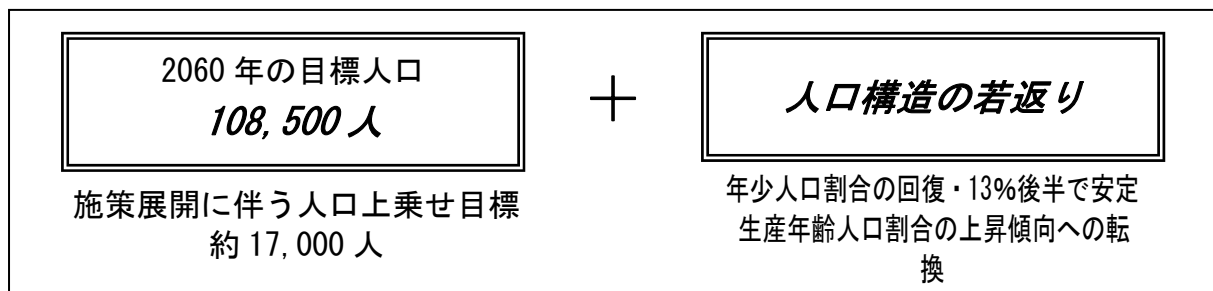 2060 年の目標人口
108,500 人
施策展開に伴う人口上乗せ目標
約 17,000 人
＋
人口構造の若返り
年少人口割合の回復・13%後半で安定
生産年齢人口割合の上昇傾向への転
換